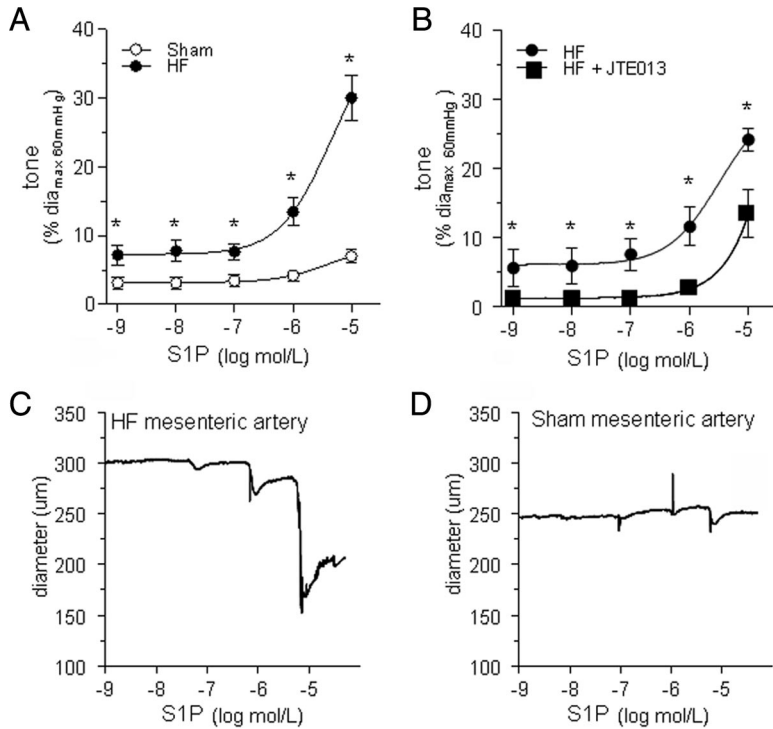 A
Sham
HF
tone
(% dia max 60mmHg)
40
30
20
10
0
*
*
*
*
*
-9 -8 -7 -6 -5
S1P (log mol/L)
B
HF
HF + JTE013
tone
(% dia max 60mmHg)
40
30
20
10
0
*
*
*
*
*
-9 -8 -7 -6 -5
S1P (log mol/L)
C
HF mesenteric artery
diameter (um)
350
300
250
200
150
100
-9 -8 -7 -6 -5
S1P (log mol/L)
D
Sham mesenteric artery
diameter (um)
350
300
250
200
150
100
-9 -8 -7 -6 -5
S1P (log mol/L)